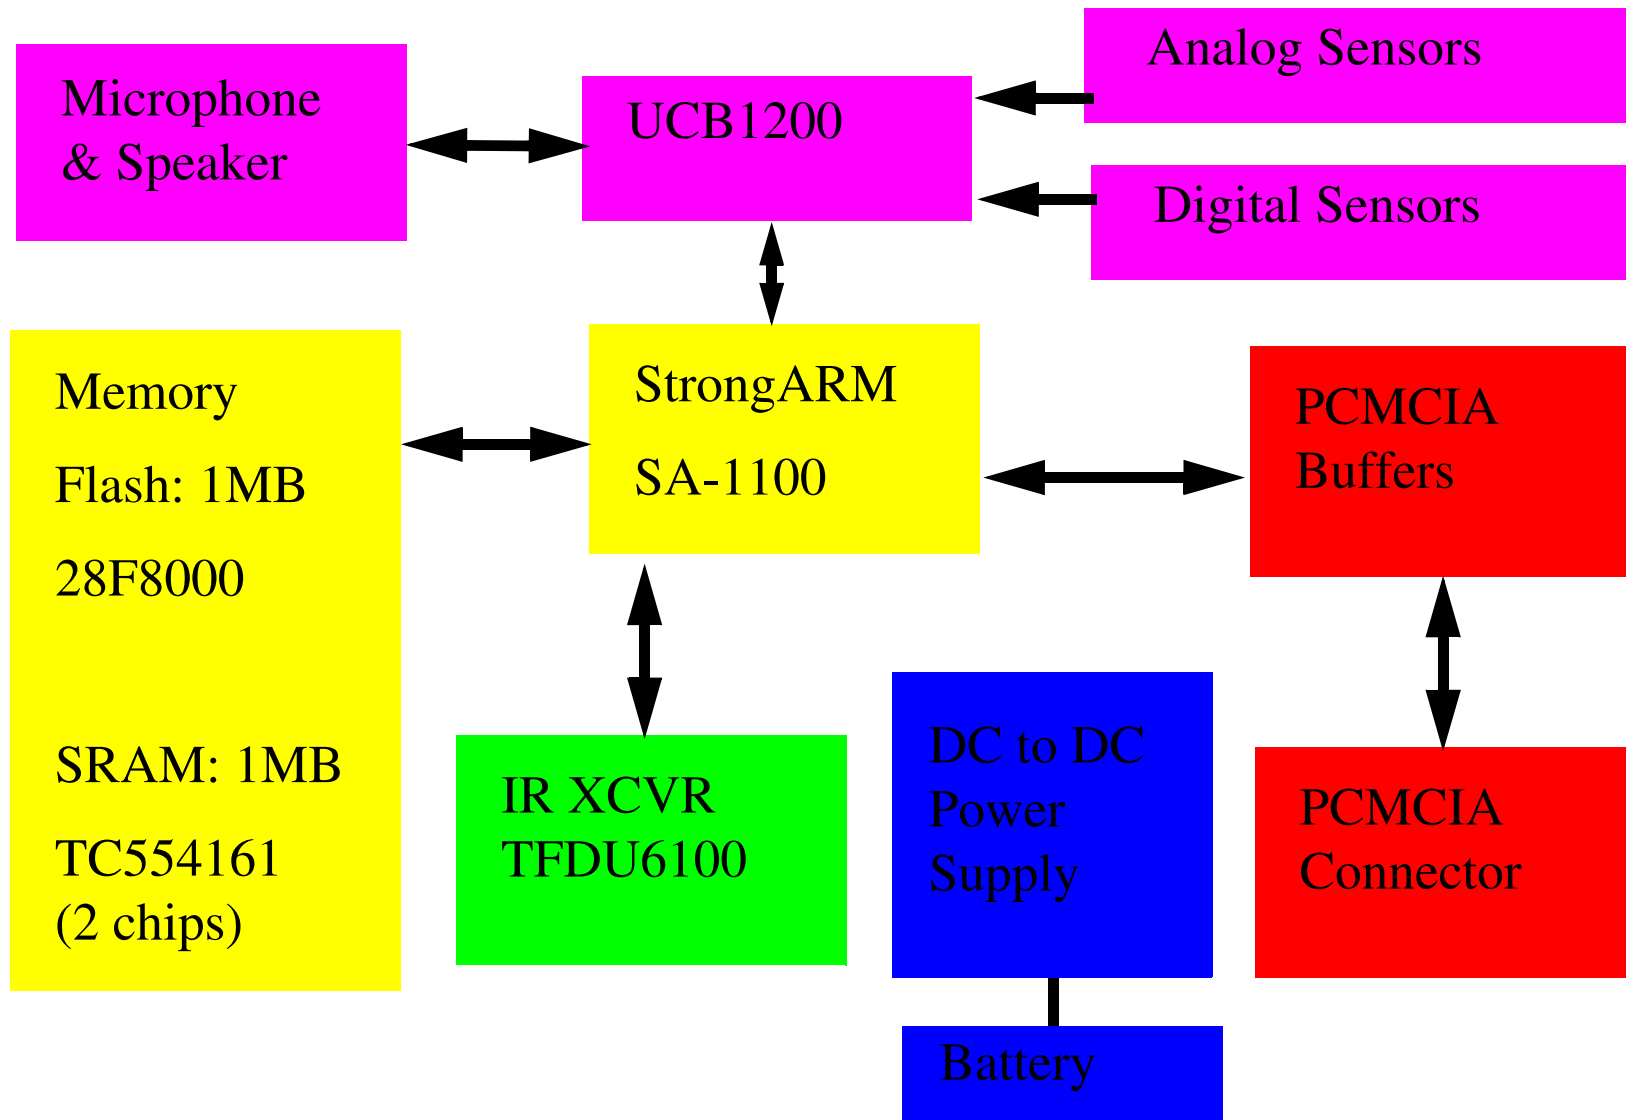 Microphone
& Speaker
UCB1200
Analog Sensors
Digital Sensors
Memory
Flash: 1MB
28F8000
SRAM: 1MB
TC554161
(2 chips)
StrongARM
SA-1100
PCMCIA
Buffers
IR XCVR
TFDU6100
DC to DC
Power
Supply
PCMCIA
Connector
Battery